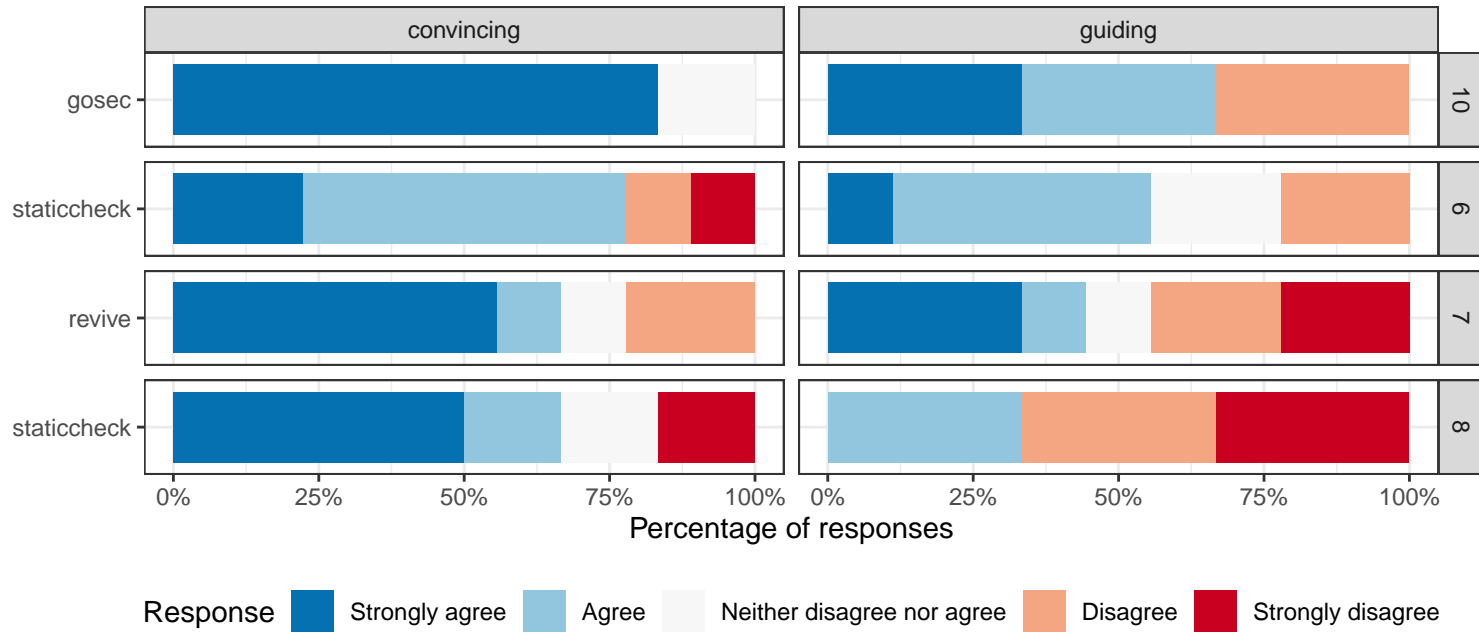 convincing guiding
gosec 10
staticcheck 6
revive 7
staticcheck 8
0% 25% 50% 75% 100% 0% 25% 50% 75% 100%
Percentage of responses
Response Strongly agree Agree Neither disagree nor agree Disagree Strongly disagree